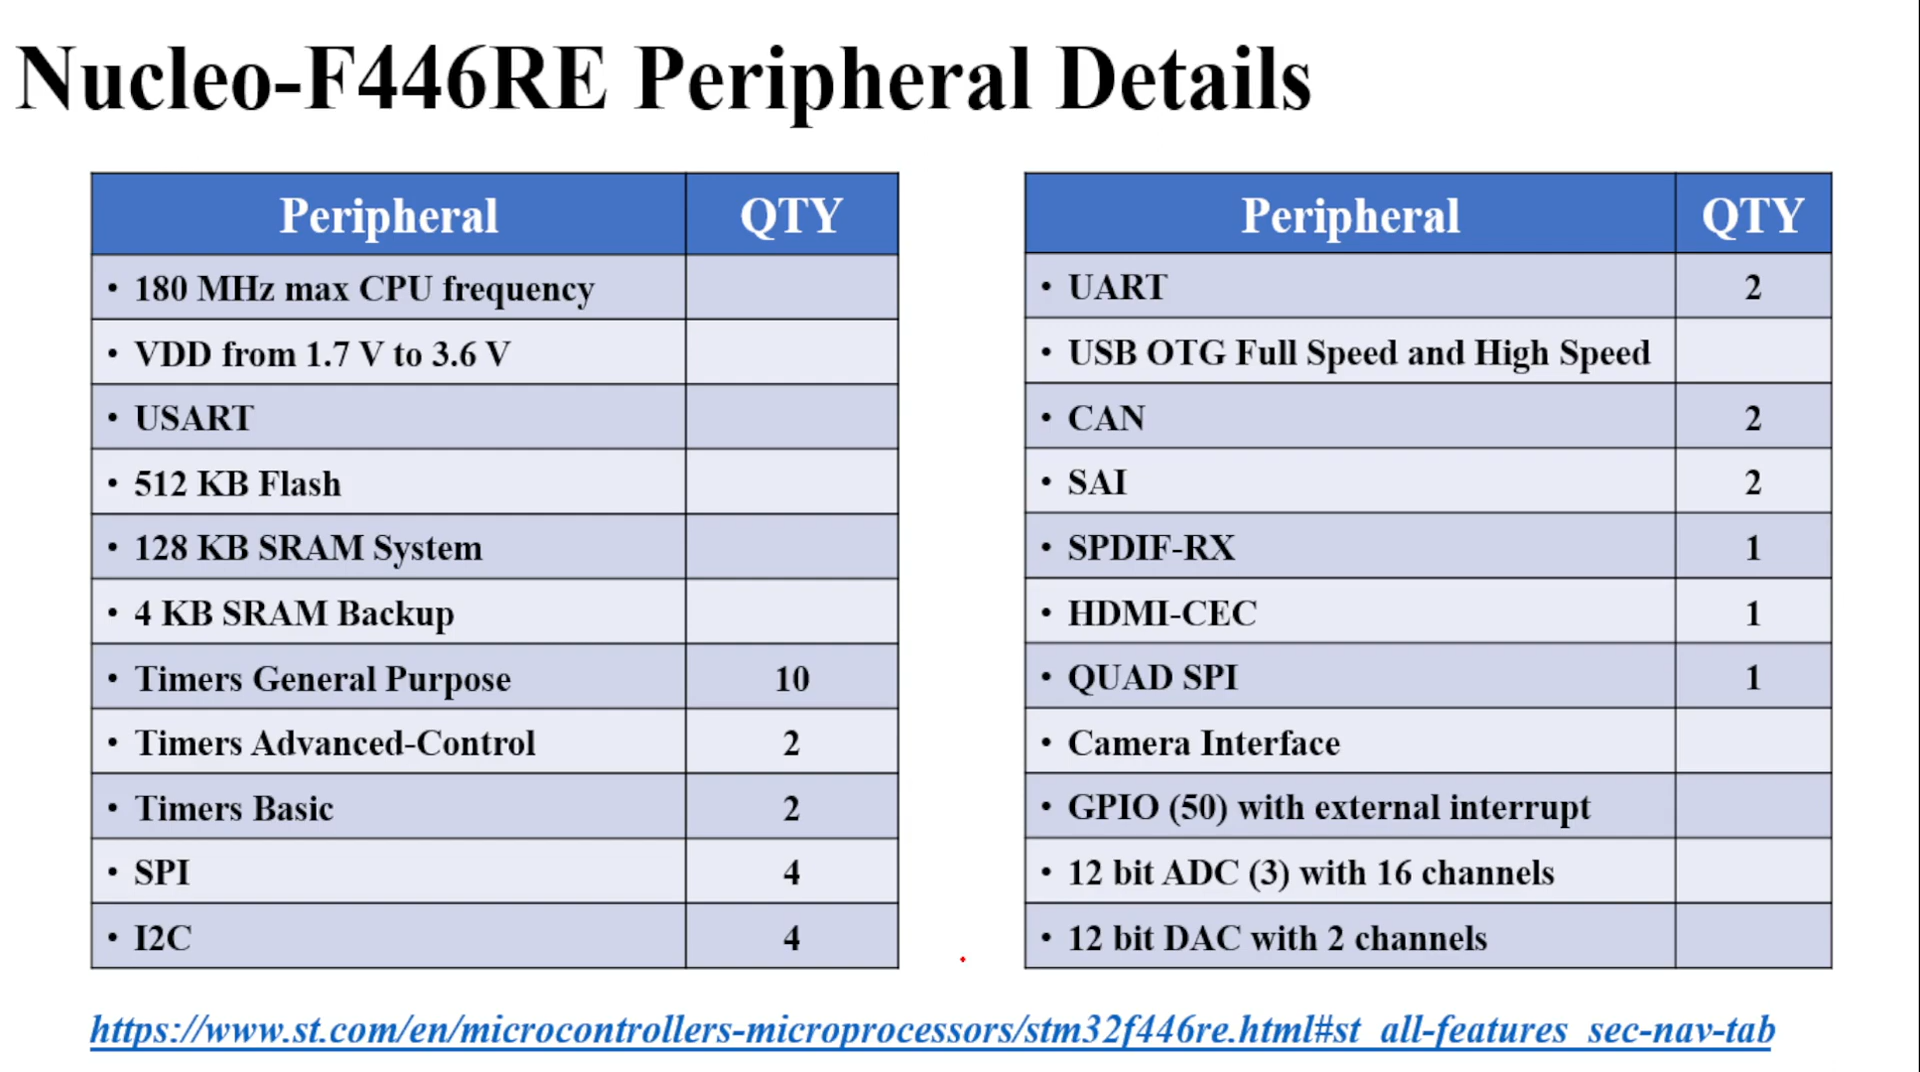 Nucleo-F446RE Peripheral Details
Peripheral QTY
• 180 MHz max CPU frequency
• VDD from 1.7 V to 3.6 V
• USART
• 512 KB Flash
• 128 KB SRAM System
• 4 KB SRAM Backup
• Timers General Purpose 10
• Timers Advanced-Control 2
• Timers Basic 2
• SPI 4
• I2C 4
Peripheral QTY
• UART 2
• USB OTG Full Speed and High Speed
• CAN 2
• SAI 2
• SPDIF-RX 1
• HDMI-CEC 1
• QUAD SPI 1
• Camera Interface
• GPIO (50) with external interrupt
• 12 bit ADC (3) with 16 channels
• 12 bit DAC with 2 channels
https://www.st.com/en/microcontrollers-microprocessors/stm32f446re.html#st_all-features_sec-nav-tab